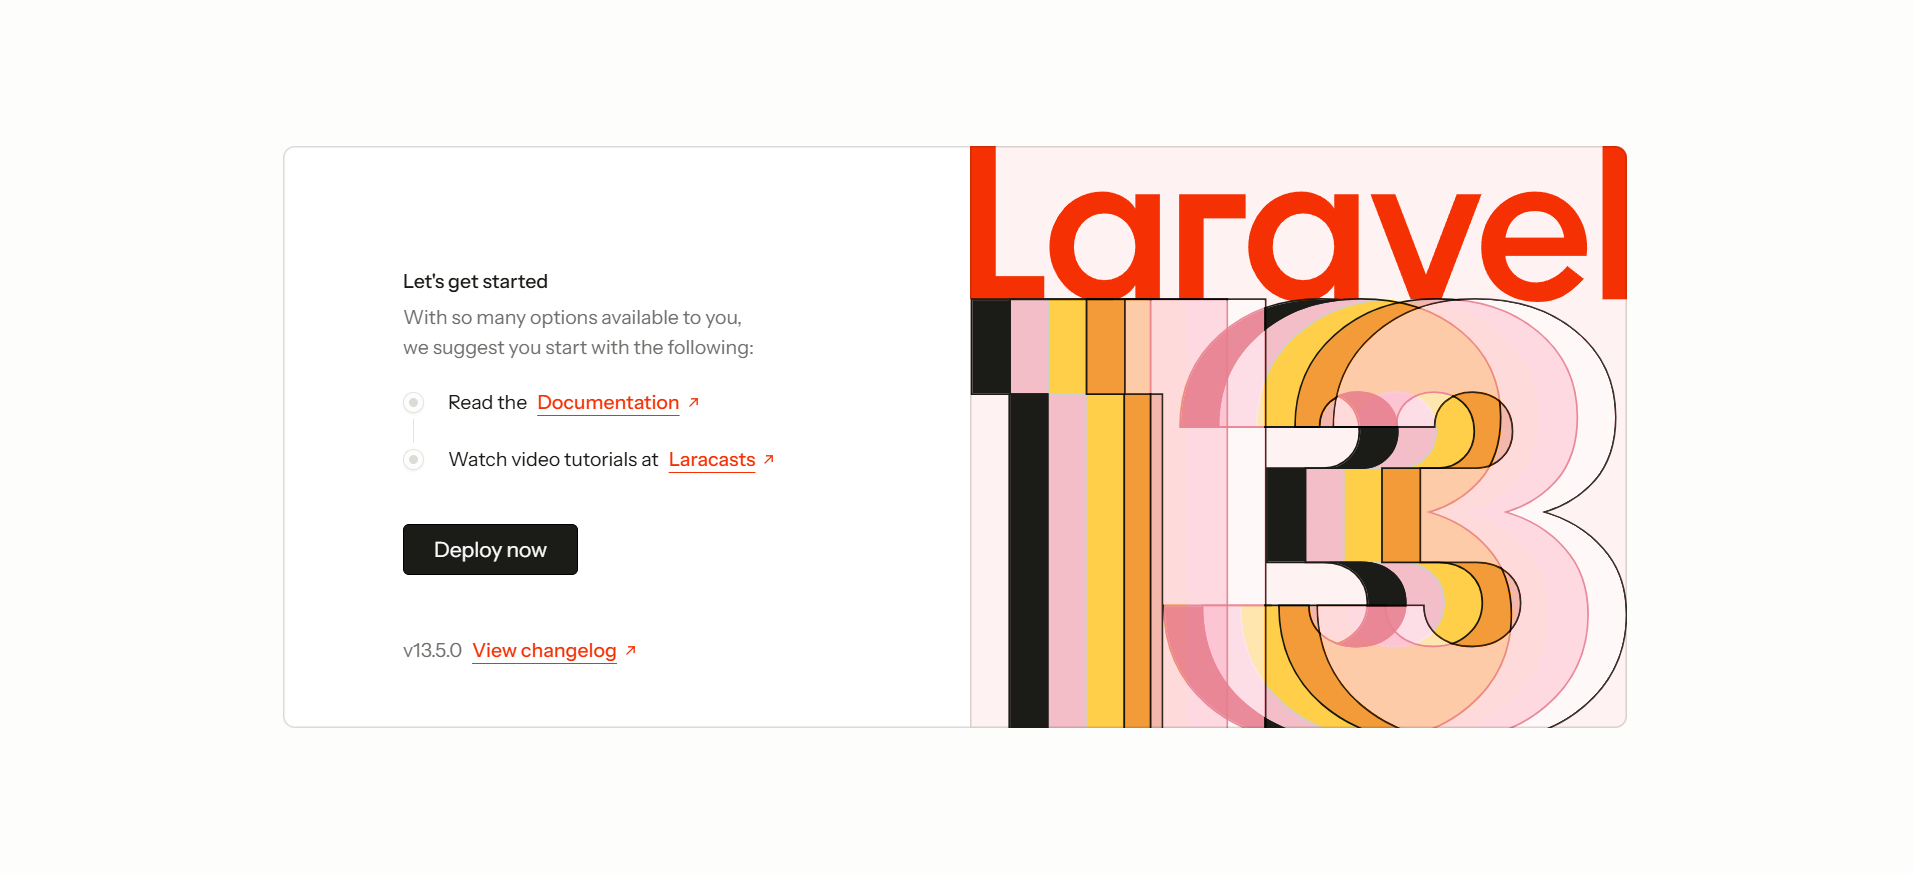 Let's get started
With so many options available to you,
we suggest you start with the following:
Read the Documentation ↗
Watch video tutorials at Laracasts ↗
Deploy now
v13.5.0 View changelog ↗
Laravel
13